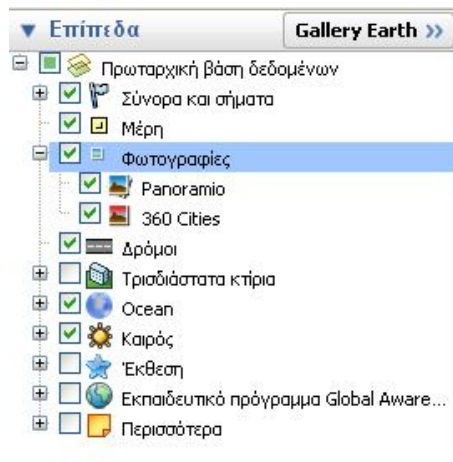 Επίπεδα Gallery Earth »
Πρωταρχική βάση δεδομένων
Σύνορα και σήματα
Μέρη
Φωτογραφίες
Panoramio
360 Cities
Δρόμοι
Τρισδιάστατα κτίρια
Ocean
Καιρός
Έκθεση
Εκπαιδευτικό πρόγραμμα Global Aware...
Περισσότερα